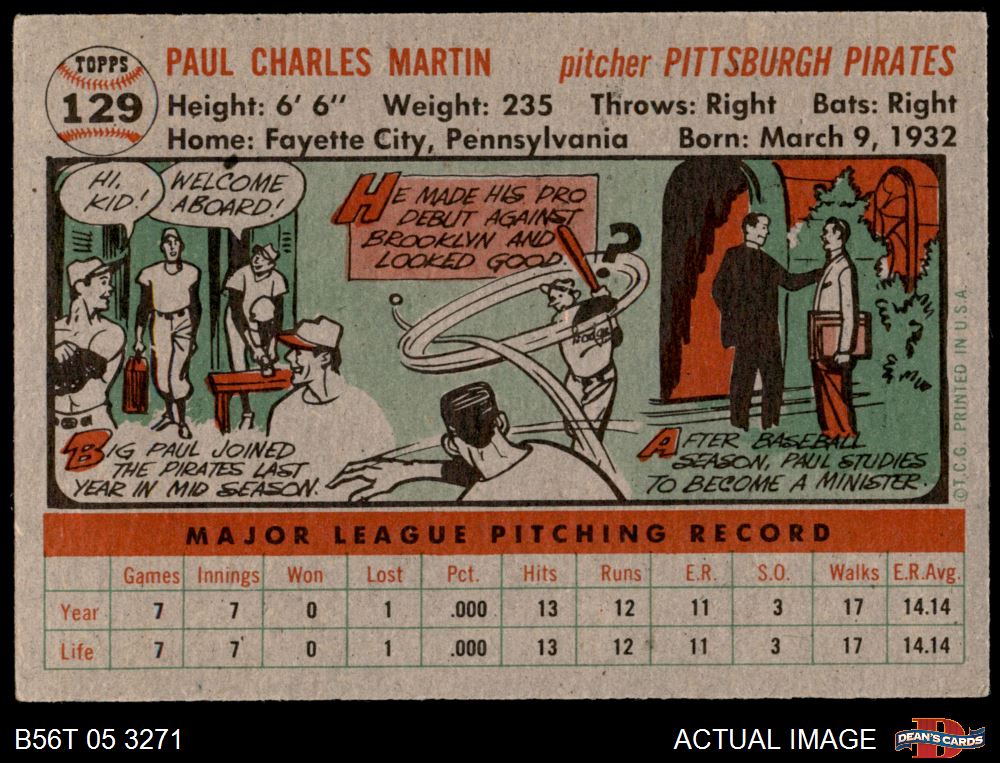 TOPPS
129
PAUL CHARLES MARTIN pitcher PITTSBURGH PIRATES
Height: 6' 6" Weight: 235 Throws: Right Bats: Right
Home: Fayette City, Pennsylvania Born: March 9, 1932
HI,
KID!
WELCOME
ABOARD!
BIG PAUL JOINED
THE PIRATES LAST
YEAR IN MID SEASON.
HE MADE HIS PRO
DEBUT AGAINST
BROOKLYN AND
LOOKED GOOD.
?
Dodgers
AFTER BASEBALL
SEASON, PAUL STUDIES
TO BECOME A MINISTER.
©T.C.G. PRINTED IN U.S.A.
MAJOR LEAGUE PITCHING RECORD
Games Innings Won Lost Pct. Hits Runs E.R. S.O. Walks E.R.Avg.
Year 7 7 0 1 .000 13 12 11 3 17 14.14
Life 7 7 0 1 .000 13 12 11 3 17 14.14
B56T 05 3271
ACTUAL IMAGE
DEAN'S CARDS